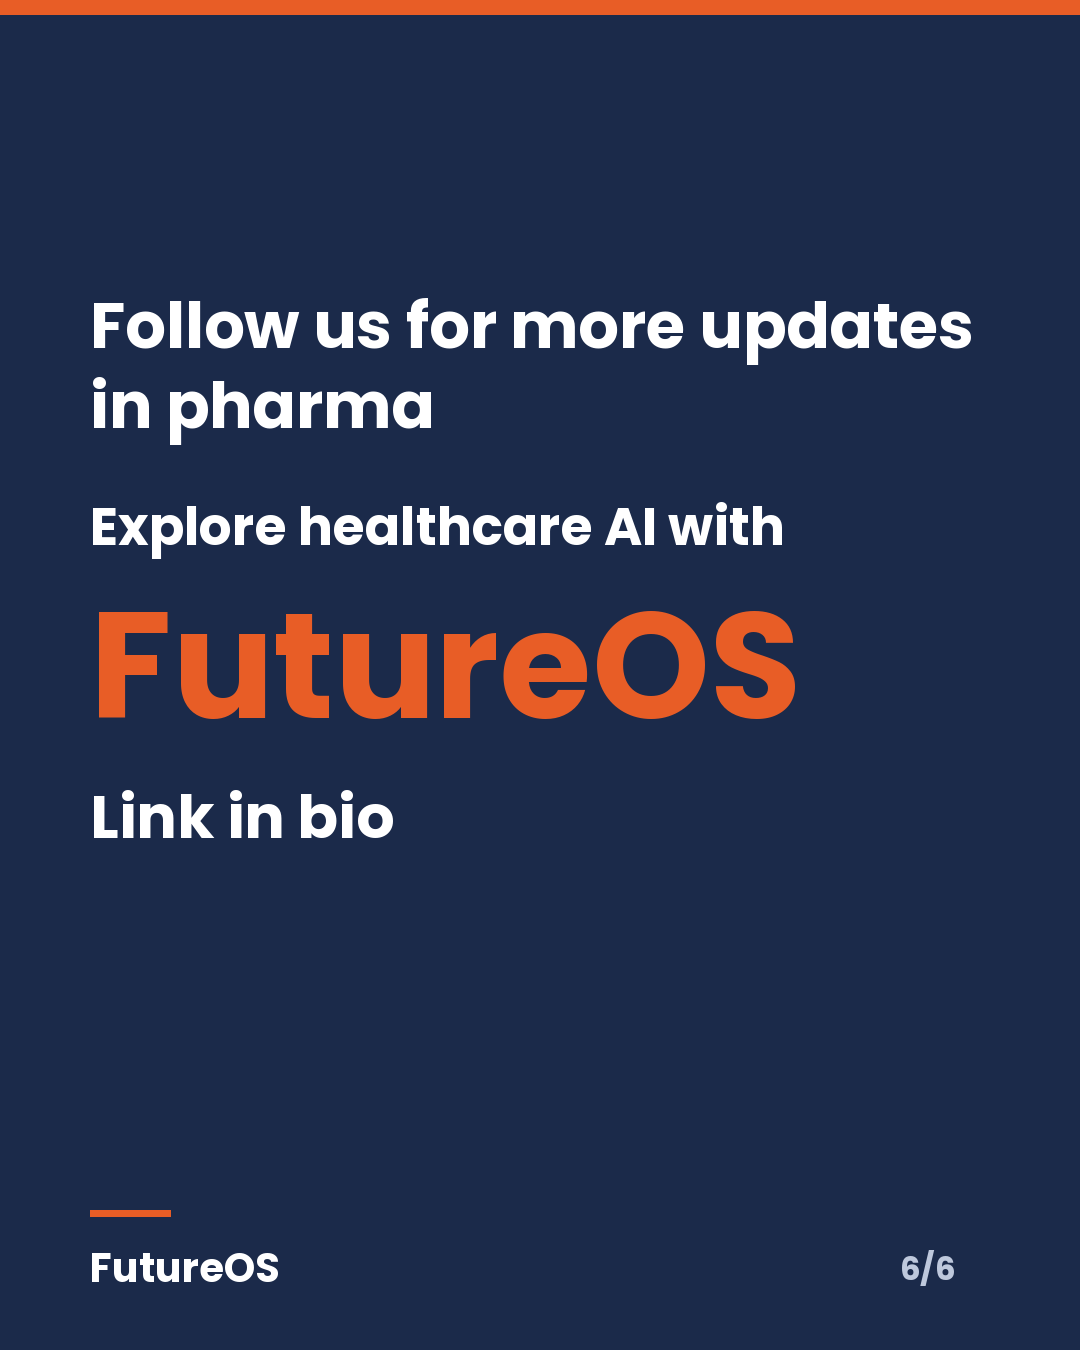 Follow us for more updates
in pharma
Explore healthcare AI with
FutureOS
Link in bio
FutureOS
6/6